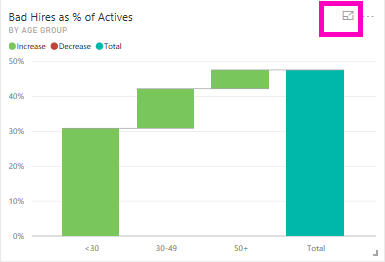 Bad Hires as % of Actives
BY AGE GROUP
Increase Decrease Total
50%
40%
30%
20%
10%
0%
<30 30-49 50+ Total